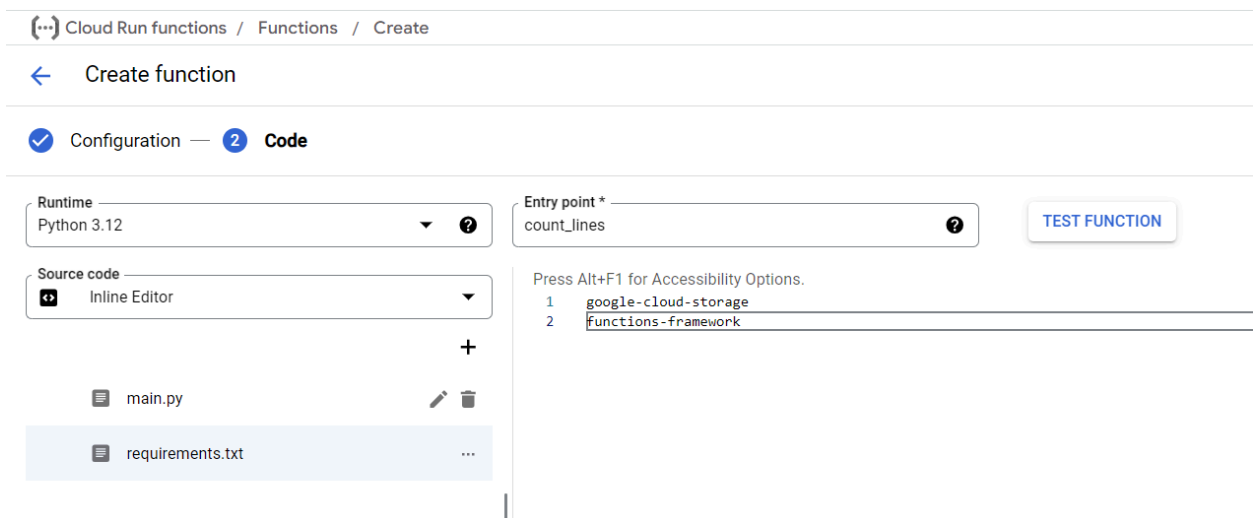 Cloud Run functions / Functions / Create
Create function
Configuration — 2 Code
Runtime
Python 3.12
Entry point *
count_lines
TEST FUNCTION
Source code
Inline Editor
main.py
requirements.txt
Press Alt+F1 for Accessibility Options.
1 google-cloud-storage
2 functions-framework